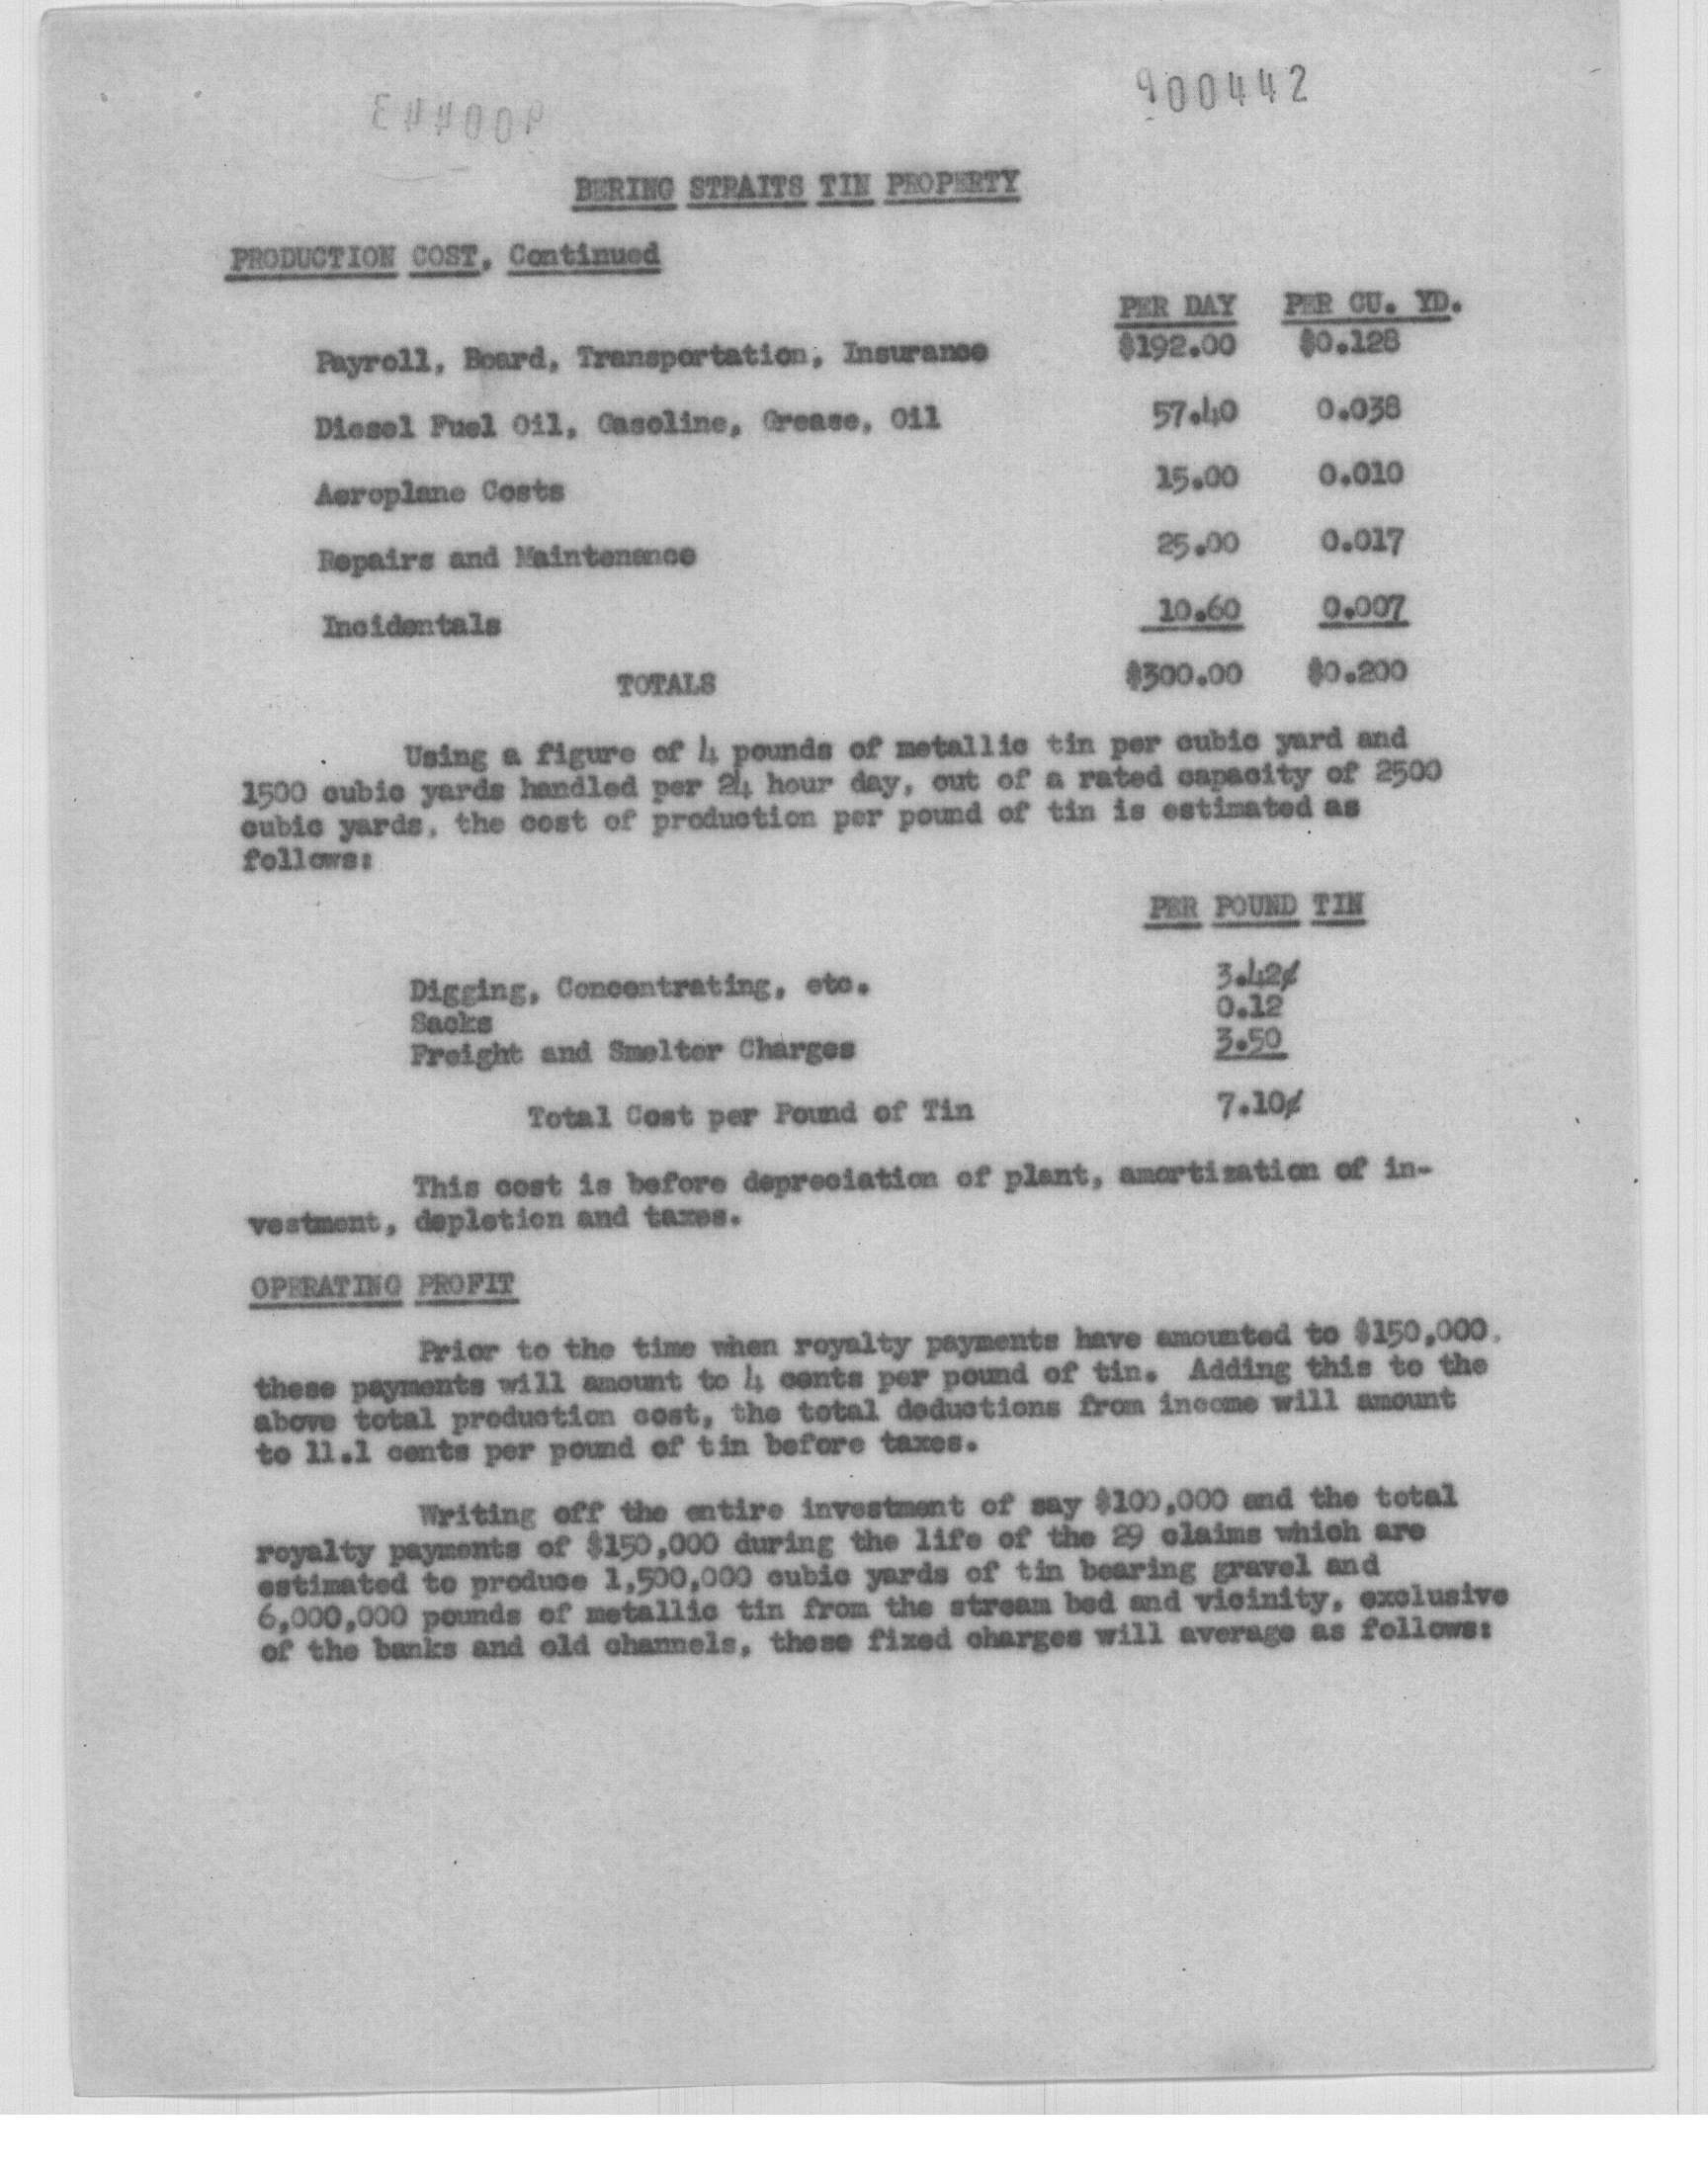 900442
BERING STRAITS TIN PROPERTY
PRODUCTION COST, Continued
PER DAY PER CU. YD.
Payroll, Board, Transportation, Insurance $192.00 $0.128
Diesel Fuel Oil, Gasoline, Grease, Oil 57.40 0.038
Aeroplane Costs 15.00 0.010
Repairs and Maintenance 25.00 0.017
Incidentals 10.60 0.007
TOTALS $300.00 $0.200
Using a figure of 4 pounds of metallic tin per cubic yard and
1500 cubic yards handled per 24 hour day, out of a rated capacity of 2500
cubic yards, the cost of production per pound of tin is estimated as
follows:
PER POUND TIN
Digging, Concentrating, etc. 3.42¢
Sacks 0.12
Freight and Smelter Charges 3.50
Total Cost per Pound of Tin 7.10¢
This cost is before depreciation of plant, amortization of in-
vestment, depletion and taxes.
OPERATING PROFIT
Prior to the time when royalty payments have amounted to $150,000,
these payments will amount to 4 cents per pound of tin. Adding this to the
above total production cost, the total deductions from income will amount
to 11.1 cents per pound of tin before taxes.
Writing off the entire investment of say $100,000 and the total
royalty payments of $150,000 during the life of the 29 claims which are
estimated to produce 1,500,000 cubic yards of tin bearing gravel and
6,000,000 pounds of metallic tin from the stream bed and vicinity, exclusive
of the banks and old channels, these fixed charges will average as follows: